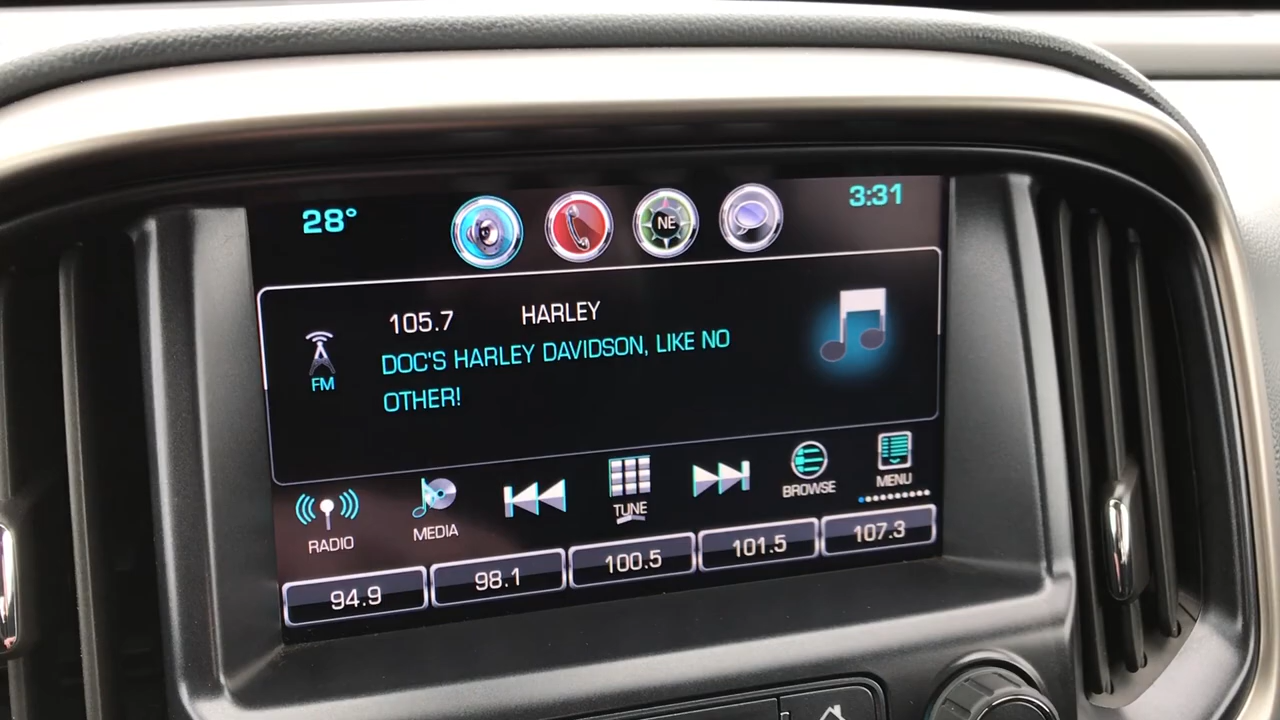 28°
NE
3:31
105.7 HARLEY
DOC'S HARLEY DAVIDSON, LIKE NO
OTHER!
FM
RADIO
MEDIA
TUNE
BROWSE
MENU
94.9
98.1
100.5
101.5
107.3